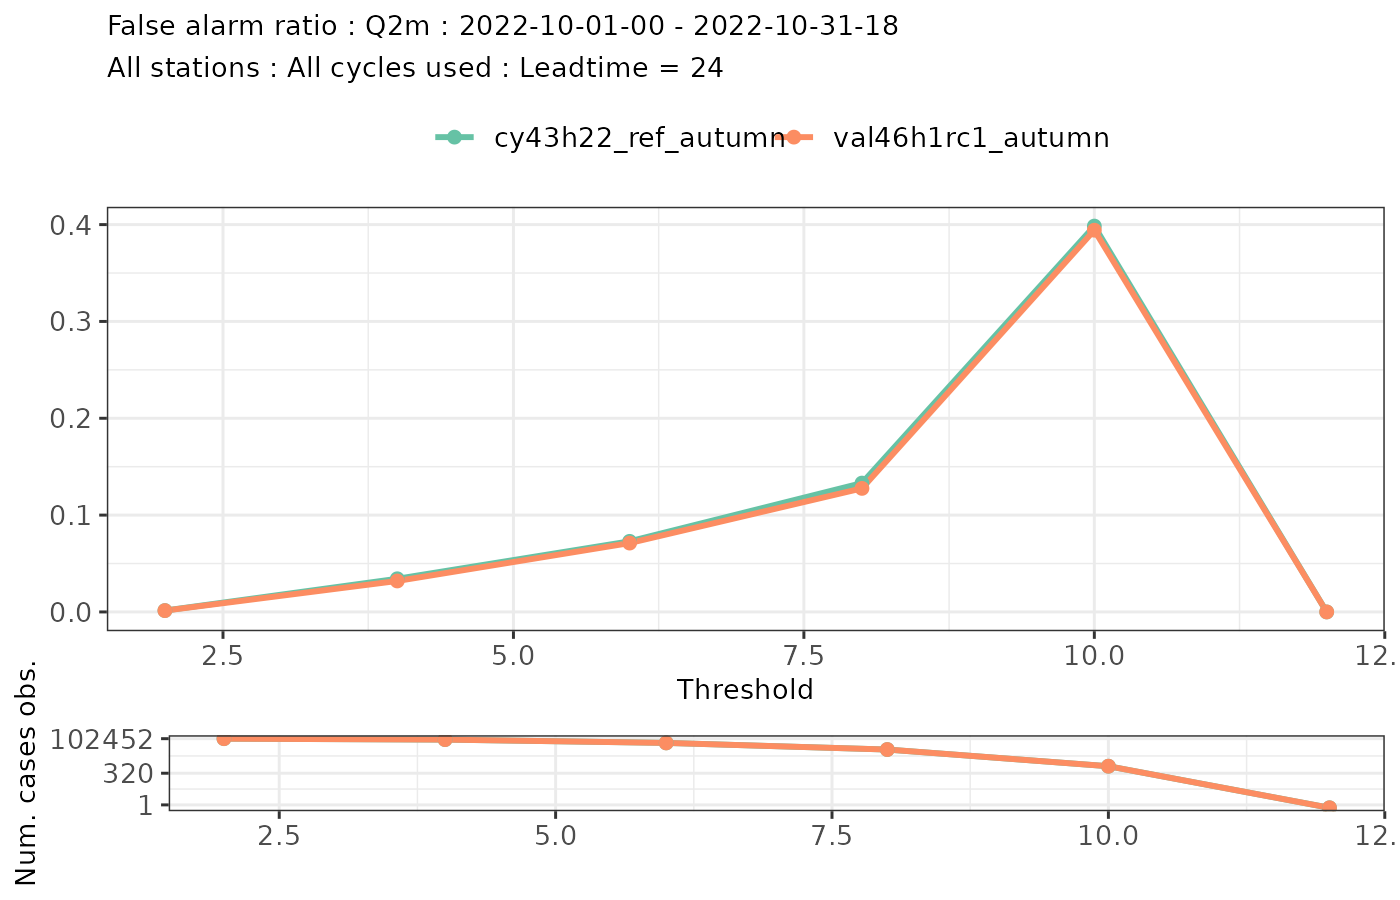 False alarm ratio : Q2m : 2022-10-01-00 - 2022-10-31-18
All stations : All cycles used : Leadtime = 24
cy43h22_ref_autumn val46h1rc1_autumn
0.4
0.3
0.2
0.1
0.0
2.5 5.0 7.5 10.0 12.
Threshold
Num. cases obs.
102452
320
1
2.5 5.0 7.5 10.0 12.